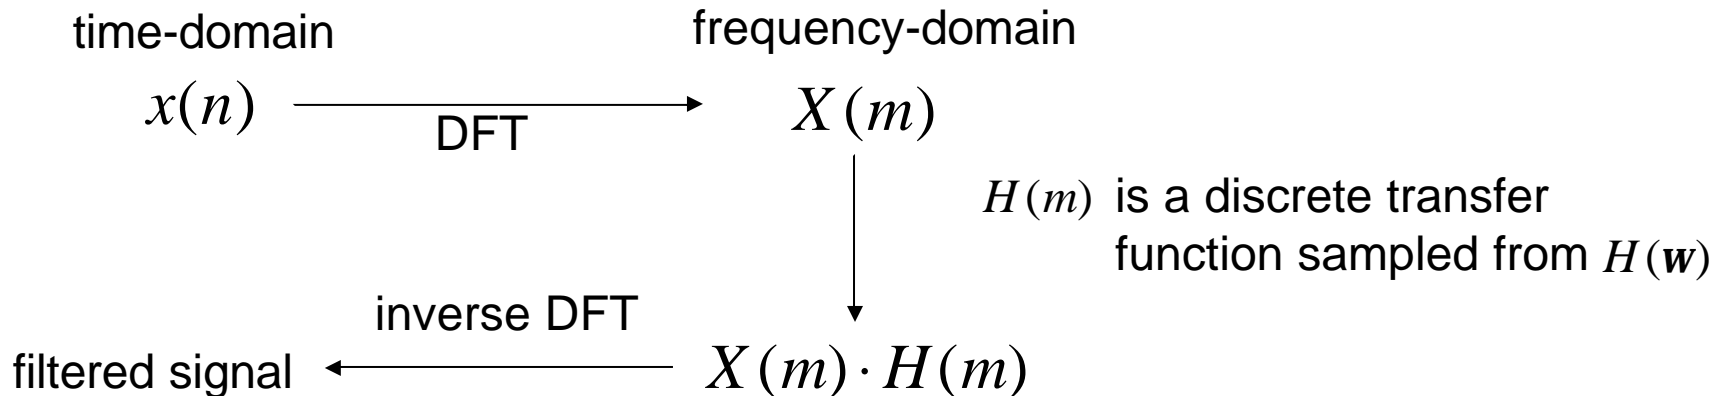 time-domain
frequency-domain
x(n)
DFT
X(m)
H(m) is a discrete transfer
function sampled from H(w)
inverse DFT
filtered signal
X(m)·H(m)